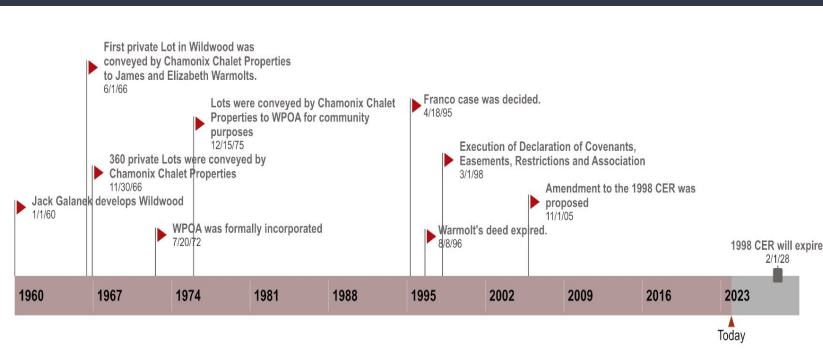 First private Lot in Wildwood was
conveyed by Chamonix Chalet Properties
to James and Elizabeth Warmolts.
6/1/66
Lots were conveyed by Chamonix Chalet
Properties to WPOA for community
purposes
12/15/75
Franco case was decided.
4/18/95
360 private Lots were conveyed by
Chamonix Chalet Properties
11/30/66
Execution of Declaration of Covenants,
Easements, Restrictions and Association
3/1/98
Jack Galanek develops Wildwood
1/1/60
Amendment to the 1998 CER was
proposed
11/1/05
WPOA was formally incorporated
7/20/72
Warmolt's deed expired.
8/8/96
1998 CER will expire
2/1/28
1960 1967 1974 1981 1988 1995 2002 2009 2016 2023
Today